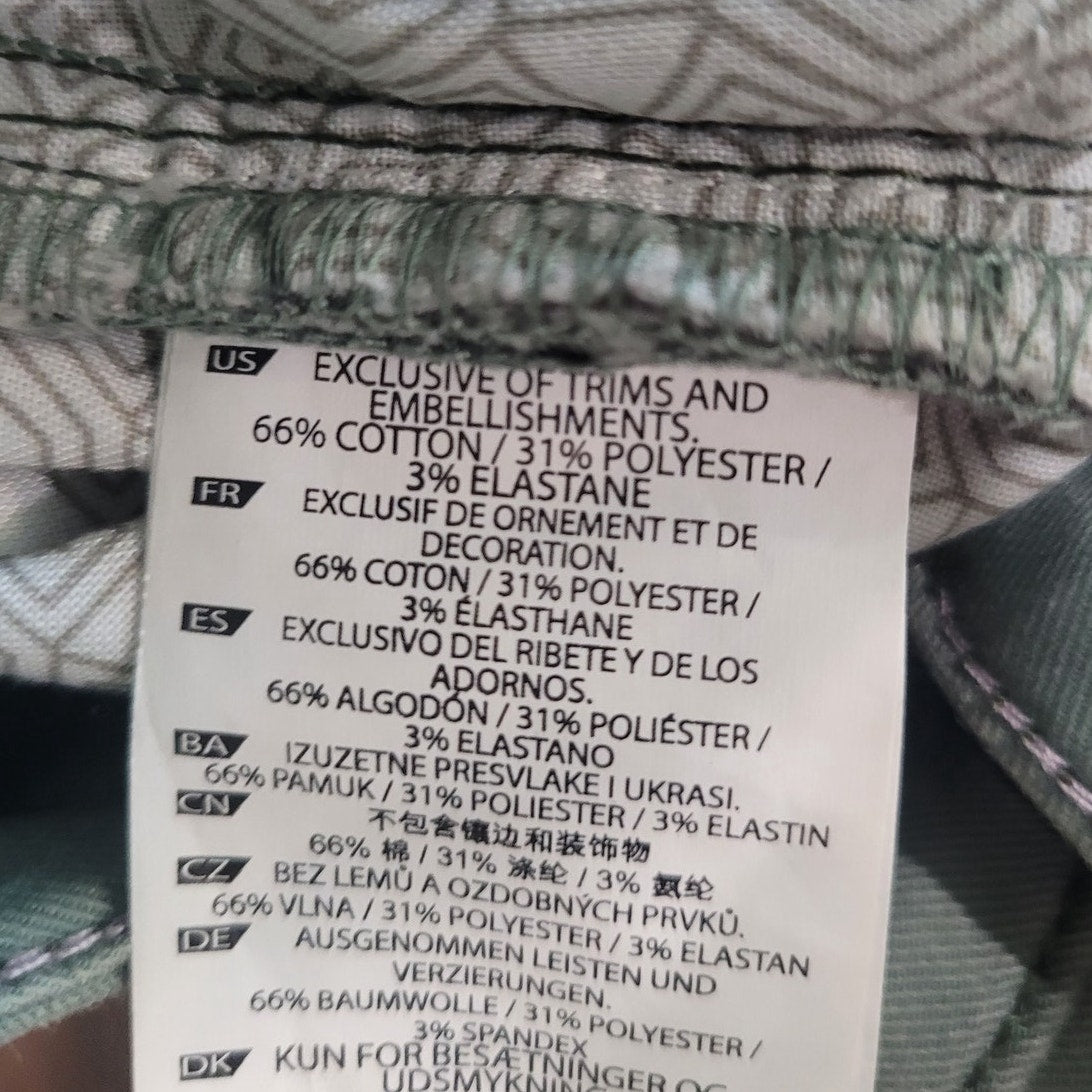 US EXCLUSIVE OF TRIMS AND
EMBELLISHMENTS.
66% COTTON / 31% POLYESTER /
3% ELASTANE
FR EXCLUSIF DE ORNEMENT ET DE
DECORATION.
66% COTON / 31% POLYESTER /
3% ÉLASTHANE
ES EXCLUSIVO DEL RIBETE Y DE LOS
ADORNOS.
66% ALGODÓN / 31% POLIÉSTER /
3% ELASTANO
BA IZUZETNE PRESVLAKE I UKRASI.
66% PAMUK / 31% POLIESTER / 3% ELASTIN
CN 不包含镶边和装饰物
66% 棉 / 31% 涤纶 / 3% 氨纶
CZ BEZ LEMŮ A OZDOBNÝCH PRVKŮ.
66% VLNA / 31% POLYESTER / 3% ELASTAN
DE AUSGENOMMEN LEISTEN UND
VERZIERUNGEN.
66% BAUMWOLLE / 31% POLYESTER /
3% SPANDEX
DK KUN FOR BESÆTNINGER OG
UDSMYKNING